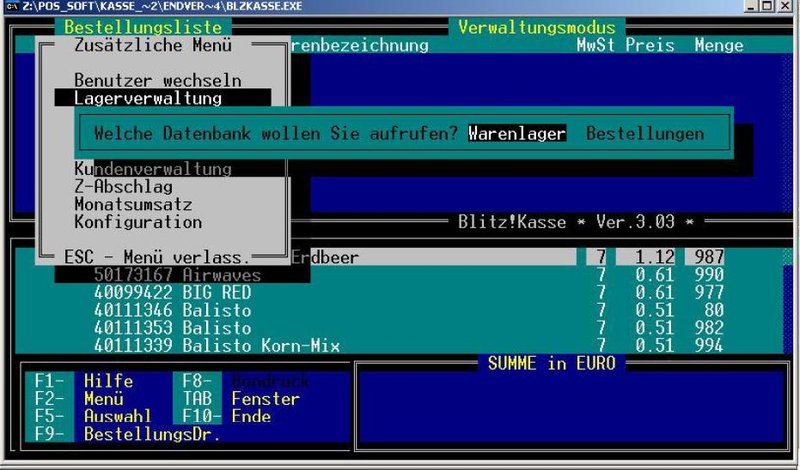 Z:\POS_SOFT\KASSE_~2\ENDVER~4\BLZKASSE.EXE
Bestellungsliste Verwaltungsmodus
Zusätzliche Menü renbezeichnung MwSt Preis Menge
Benutzer wechseln
Lagerverwaltung
Welche Datenbank wollen Sie aufrufen? Warenlager Bestellungen
Kundenverwaltung
Z-Abschlag
Monatsumsatz
Konfiguration Blitz!Kasse * Ver.3.03 *
ESC - Menü verlass. Erdbeer 7 1.12 987
50173167 Airwaves 7 0.61 990
40099422 BIG RED 7 0.61 977
40111346 Balisto 7 0.51 80
40111353 Balisto 7 0.51 982
40111339 Balisto Korn-Mix 7 0.51 994
SUMME in EURO
F1- Hilfe F8- Bondruck
F2- Menü TAB Fenster
F5- Auswahl F10- Ende
F9- BestellungsDr.